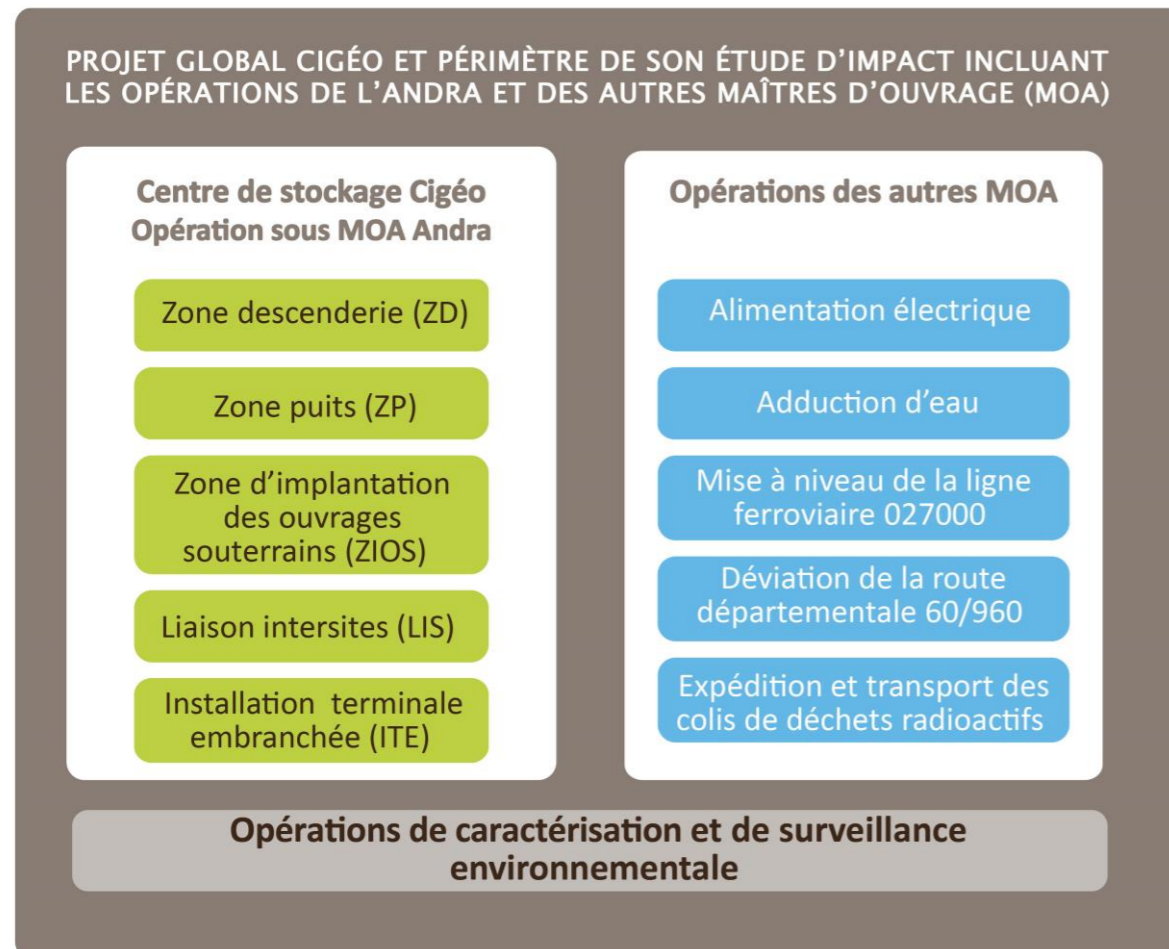 PROJET GLOBAL CIGÉO ET PÉRIMÈTRE DE SON ÉTUDE D’IMPACT INCLUANT
LES OPÉRATIONS DE L’ANDRA ET DES AUTRES MAÎTRES D’OUVRAGE (MOA)
Centre de stockage Cigéo
Opération sous MOA Andra
Zone descenderie (ZD)
Zone puits (ZP)
Zone d’implantation
des ouvrages
souterrains (ZIOS)
Liaison intersites (LIS)
Installation terminale
embranchée (ITE)
Opérations des autres MOA
Alimentation électrique
Adduction d’eau
Mise à niveau de la ligne
ferroviaire 027000
Déviation de la route
départementale 60/960
Expédition et transport des
colis de déchets radioactifs
Opérations de caractérisation et de surveillance
environnementale